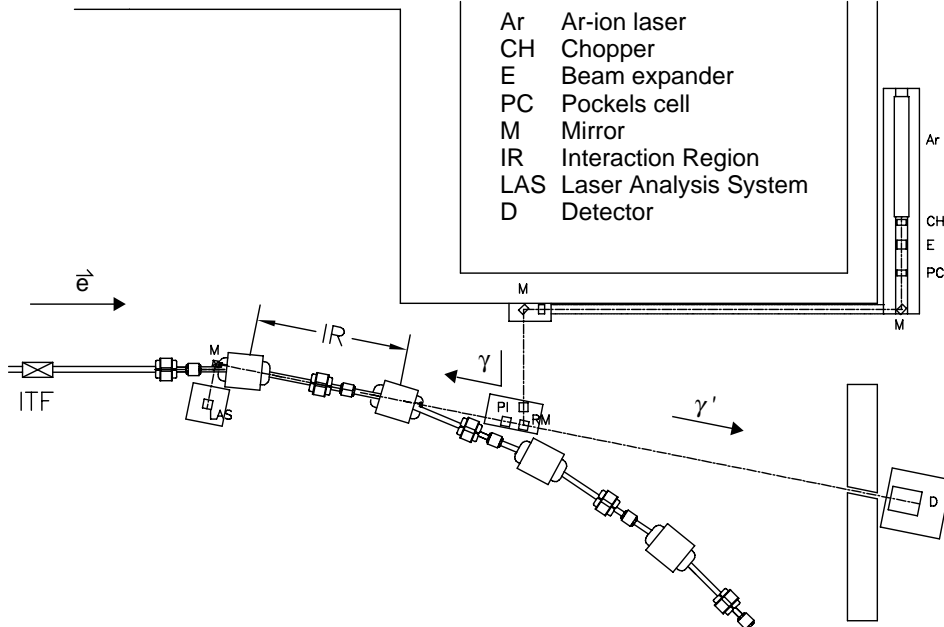 Ar Ar-ion laser
CH Chopper
E Beam expander
PC Pockels cell
M Mirror
IR Interaction Region
LAS Laser Analysis System
D Detector
Ar
CH
E
PC
M
M
e
IR
M
γ
ITF
LAS
PI
RM
γ'
D